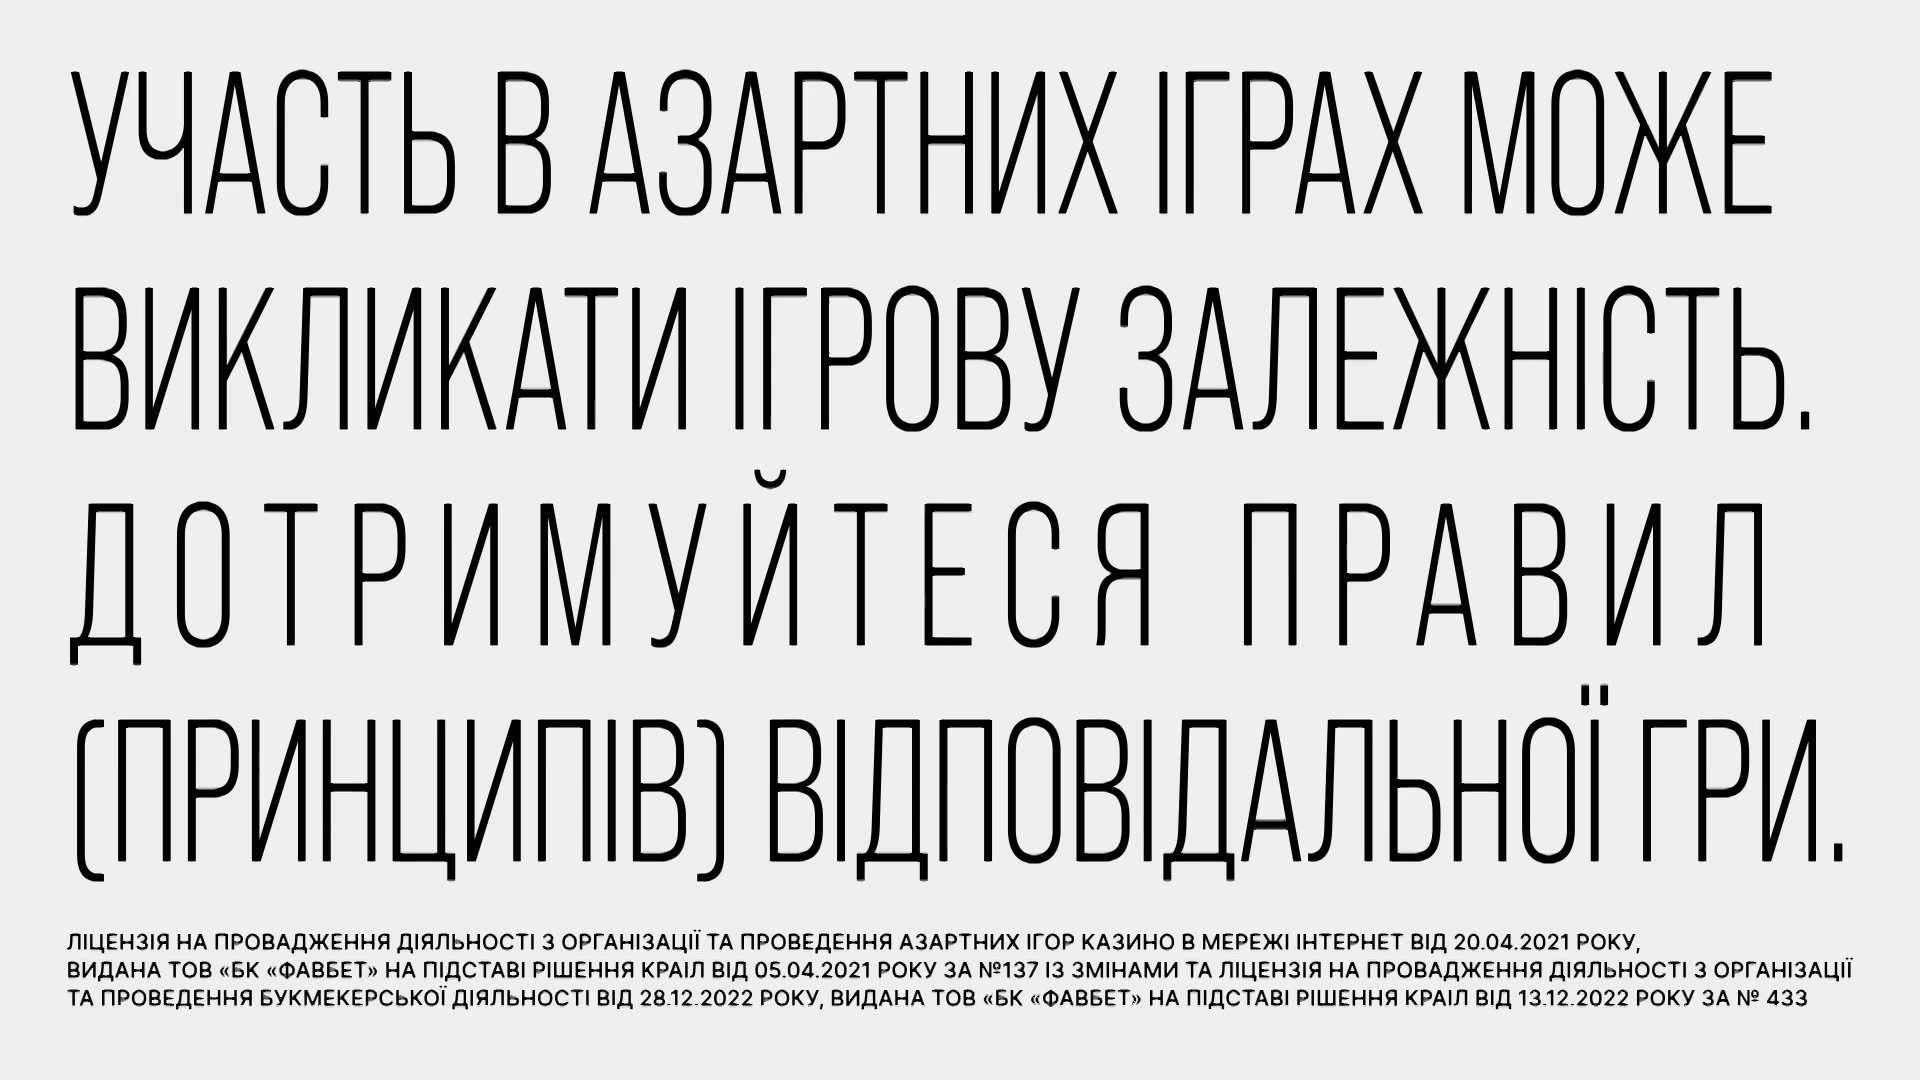 УЧАСТЬ В АЗАРТНИХ ІГРАХ МОЖЕ
ВИКЛИКАТИ ІГРОВУ ЗАЛЕЖНІСТЬ.
ДОТРИМУЙТЕСЯ ПРАВИЛ
(ПРИНЦИПІВ) ВІДПОВІДАЛЬНОЇ ГРИ.
ЛІЦЕНЗІЯ НА ПРОВАДЖЕННЯ ДІЯЛЬНОСТІ З ОРГАНІЗАЦІЇ ТА ПРОВЕДЕННЯ АЗАРТНИХ ІГОР КАЗИНО В МЕРЕЖІ ІНТЕРНЕТ ВІД 20.04.2021 РОКУ,
ВИДАНА ТОВ «БК «ФАВБЕТ» НА ПІДСТАВІ РІШЕННЯ КРАІЛ ВІД 05.04.2021 РОКУ ЗА №137 ІЗ ЗМІНАМИ ТА ЛІЦЕНЗІЯ НА ПРОВАДЖЕННЯ ДІЯЛЬНОСТІ З ОРГАНІЗАЦІЇ
ТА ПРОВЕДЕННЯ БУКМЕКЕРСЬКОЇ ДІЯЛЬНОСТІ ВІД 28.12.2022 РОКУ, ВИДАНА ТОВ «БК «ФАВБЕТ» НА ПІДСТАВІ РІШЕННЯ КРАІЛ ВІД 13.12.2022 РОКУ ЗА № 433